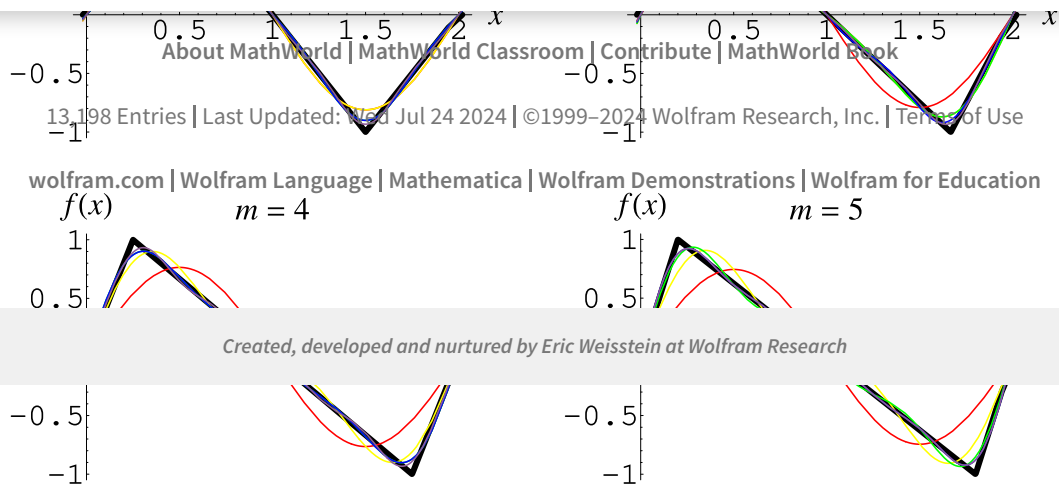 x x
0.5 1 1.5 2 0.5 1 1.5 2
About MathWorld | MathWorld Classroom | Contribute | MathWorld Book
−0.5 −0.5
13,198 Entries | Last Updated: Wed Jul 24 2024 | ©1999–2024 Wolfram Research, Inc. | Terms of Use
−1 −1
wolfram.com | Wolfram Language | Mathematica | Wolfram Demonstrations | Wolfram for Education
f(x) m = 4 f(x) m = 5
1 1
0.5 0.5
Created, developed and nurtured by Eric Weisstein at Wolfram Research
−0.5 −0.5
−1 −1